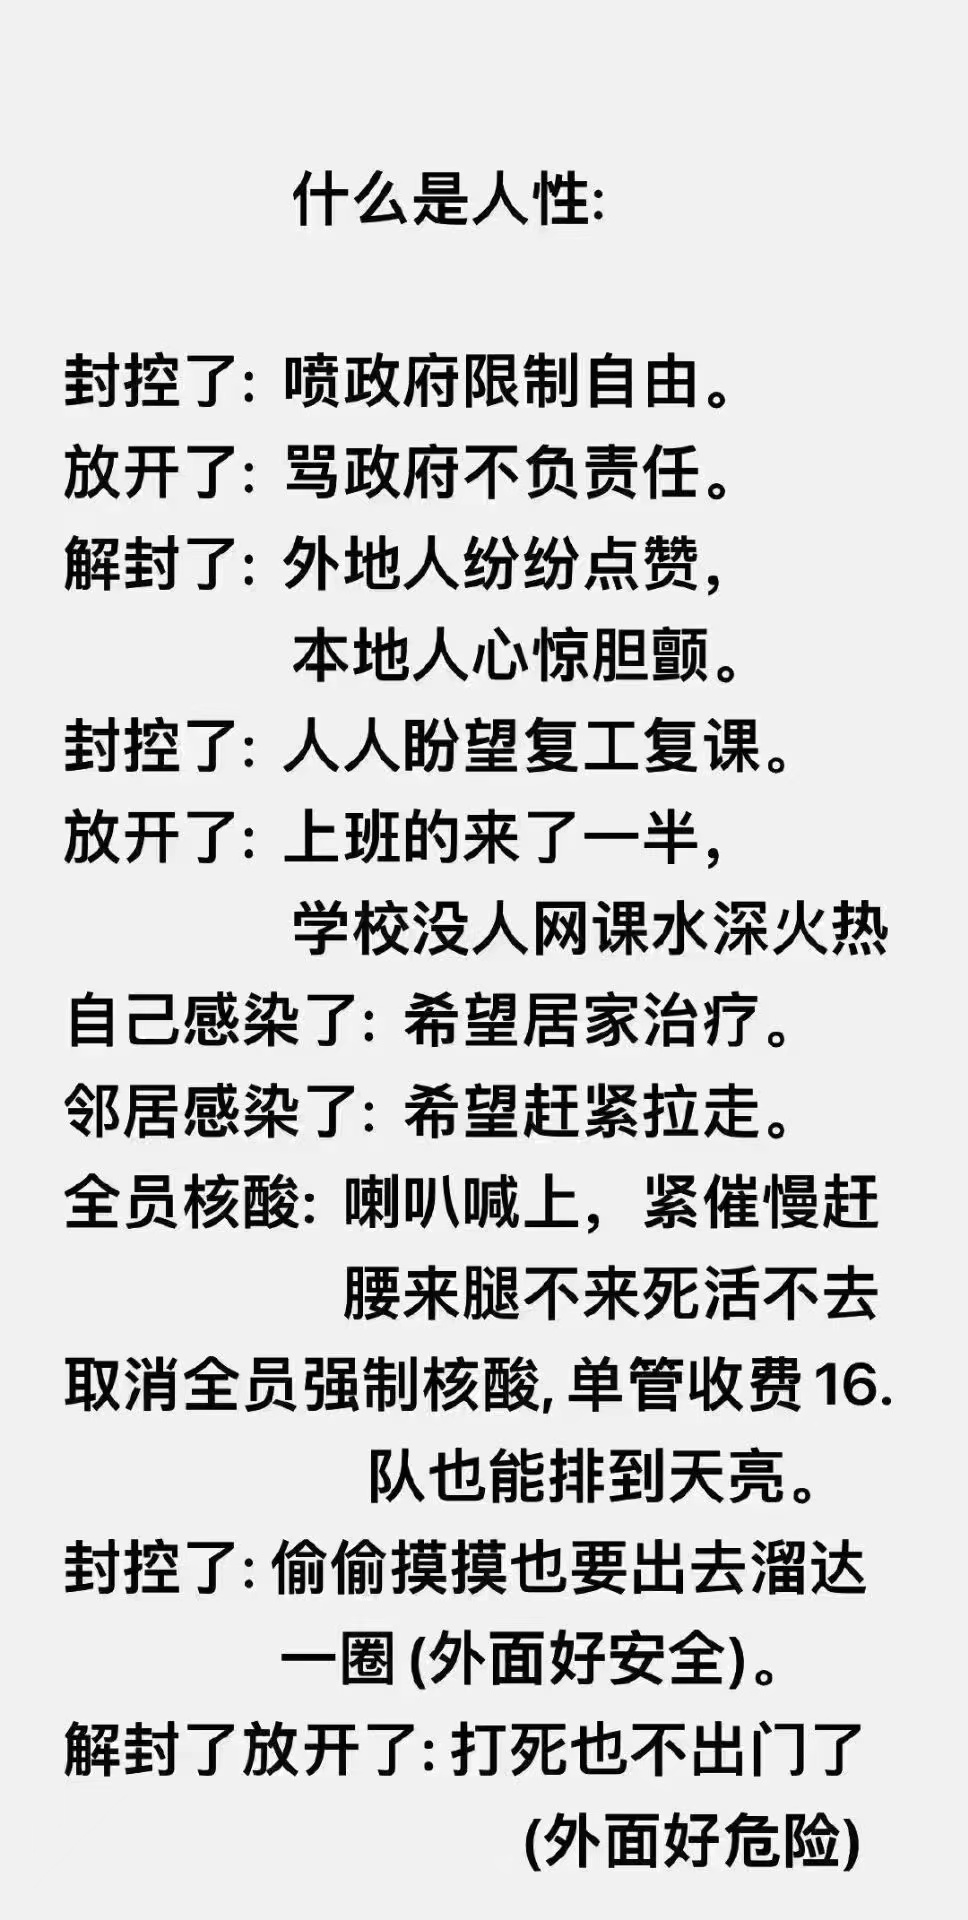 什么是人性:
封控了: 喷政府限制自由。
放开了: 骂政府不负责任。
解封了: 外地人纷纷点赞，
本地人心惊胆颤。
封控了: 人人盼望复工复课。
放开了: 上班的来了一半，
学校没人网课水深火热
自己感染了: 希望居家治疗。
邻居感染了: 希望赶紧拉走。
全员核酸: 喇叭喊上，紧催慢赶
腰来腿不来死活不去
取消全员强制核酸,单管收费16.
队也能排到天亮。
封控了:偷偷摸摸也要出去溜达
一圈(外面好安全)。
解封了放开了:打死也不出门了
(外面好危险)